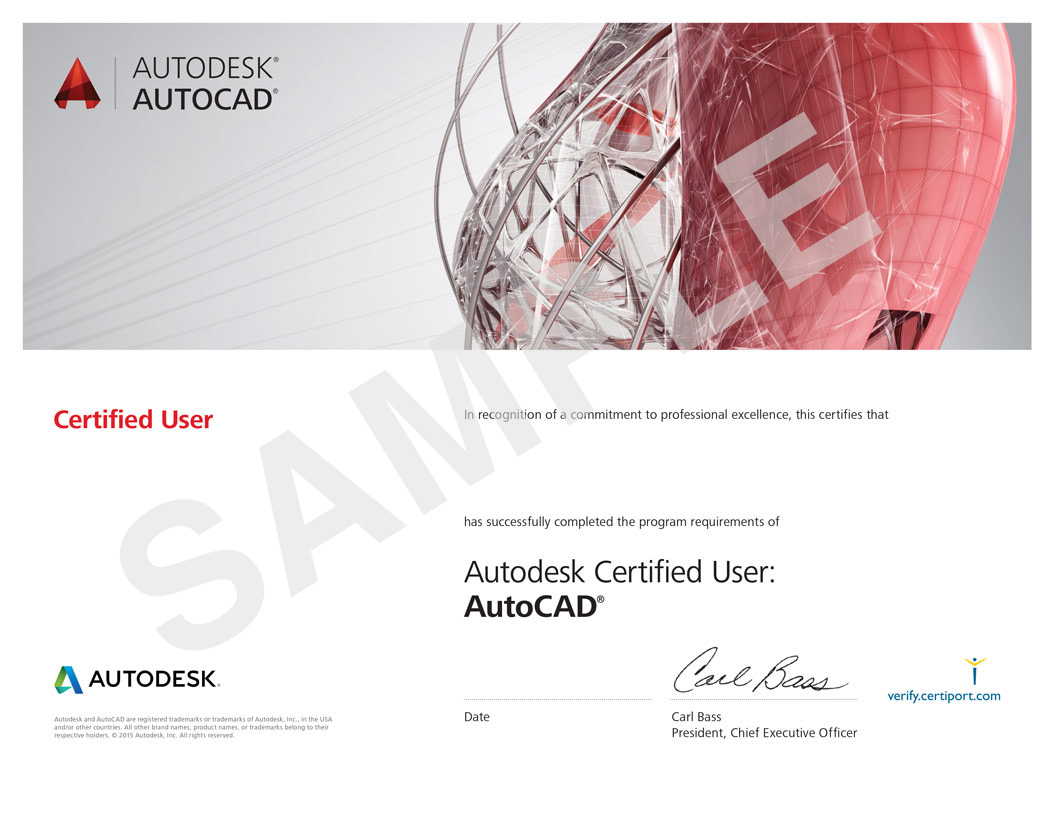 AUTODESK®
AUTOCAD®
SAMPLE
Certified User
In recognition of a commitment to professional excellence, this certifies that
has successfully completed the program requirements of
Autodesk Certified User:
AutoCAD®
AUTODESK®
Autodesk and AutoCAD are registered trademarks or trademarks of Autodesk, Inc., in the USA
and/or other countries. All other brand names, product names, or trademarks belong to their
respective holders. © 2015 Autodesk, Inc. All rights reserved.
Carl Bass
Date
Carl Bass
President, Chief Executive Officer
verify.certiport.com